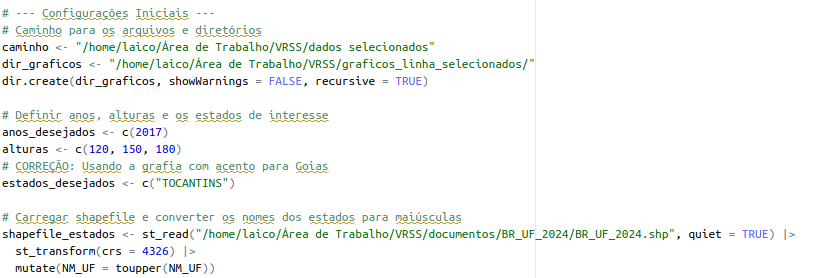 # --- Configurações Iniciais ---
# Caminho para os arquivos e diretórios
caminho <- "/home/laico/Área de Trabalho/VRSS/dados selecionados"
dir_graficos <- "/home/laico/Área de Trabalho/VRSS/graficos_linha_selecionados/"
dir.create(dir_graficos, showWarnings = FALSE, recursive = TRUE)
# Definir anos, alturas e os estados de interesse
anos_desejados <- c(2017)
alturas <- c(120, 150, 180)
# CORREÇÃO: Usando a grafia com acento para Goias
estados_desejados <- c("TOCANTINS")
# Carregar shapefile e converter os nomes dos estados para maiúsculas
shapefile_estados <- st_read("/home/laico/Área de Trabalho/VRSS/documentos/BR_UF_2024/BR_UF_2024.shp", quiet = TRUE) |>
  st_transform(crs = 4326) |>
  mutate(NM_UF = toupper(NM_UF))